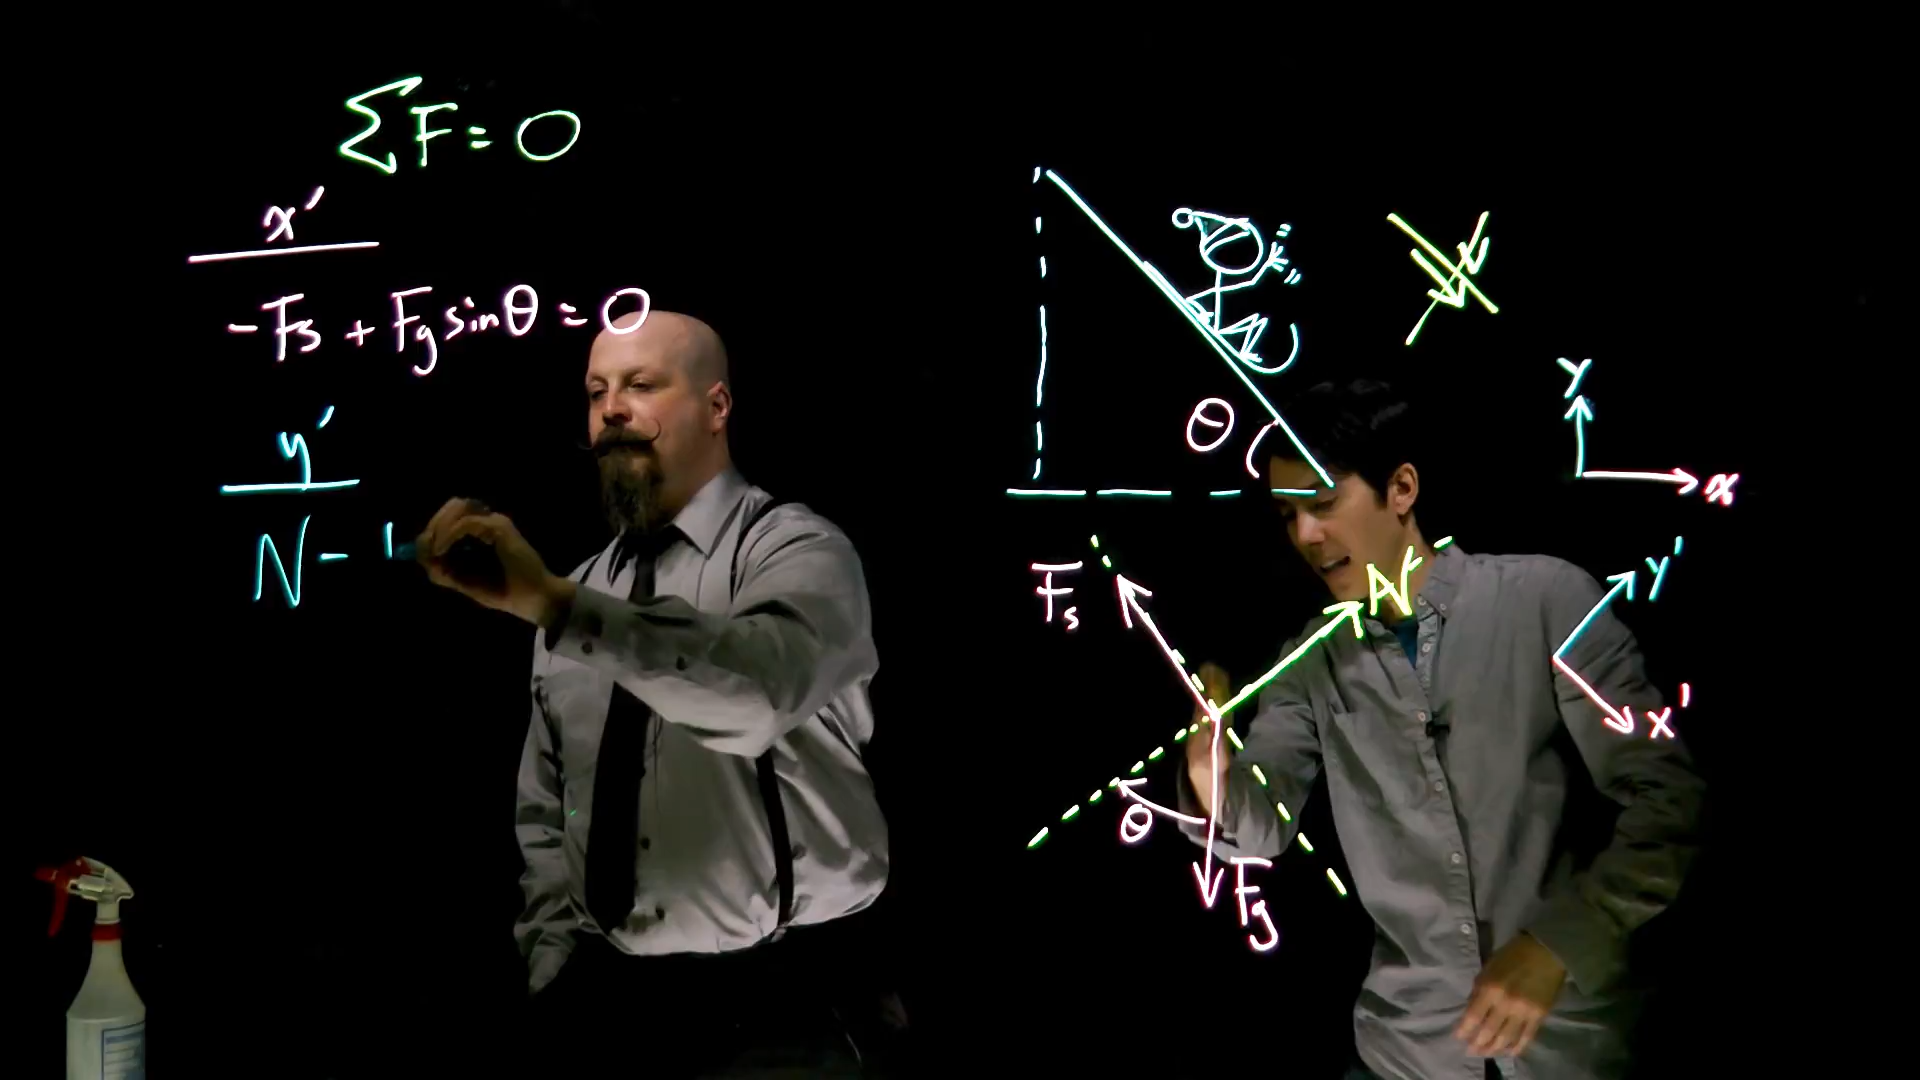 ΣF = 0
x'
-Fs + Fg sinθ = 0
y'
N -
θ
y
x
Fs
N
y'
x'
θ
Fg